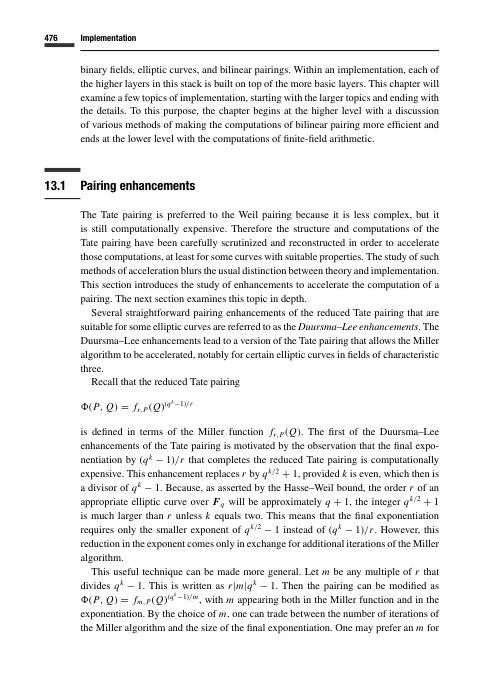 476 Implementation
binary fields, elliptic curves, and bilinear pairings. Within an implementation, each of
the higher layers in this stack is built on top of the more basic layers. This chapter will
examine a few topics of implementation, starting with the larger topics and ending with
the details. To this purpose, the chapter begins at the higher level with a discussion
of various methods of making the computations of bilinear pairing more efficient and
ends at the lower level with the computations of finite-field arithmetic.
13.1 Pairing enhancements
The Tate pairing is preferred to the Weil pairing because it is less complex, but it
is still computationally expensive. Therefore the structure and computations of the
Tate pairing have been carefully scrutinized and reconstructed in order to accelerate
those computations, at least for some curves with suitable properties. The study of such
methods of acceleration blurs the usual distinction between theory and implementation.
This section introduces the study of enhancements to accelerate the computation of a
pairing. The next section examines this topic in depth.
Several straightforward pairing enhancements of the reduced Tate pairing that are
suitable for some elliptic curves are referred to as the Duursma–Lee enhancements. The
Duursma–Lee enhancements lead to a version of the Tate pairing that allows the Miller
algorithm to be accelerated, notably for certain elliptic curves in fields of characteristic
three.
Recall that the reduced Tate pairing
Φ(P, Q) = f_{r,P}(Q)^{(q^k−1)/r}
is defined in terms of the Miller function f_{r,P}(Q). The first of the Duursma–Lee
enhancements of the Tate pairing is motivated by the observation that the final expo-
nentiation by (q^k − 1)/r that completes the reduced Tate pairing is computationally
expensive. This enhancement replaces r by q^{k/2} + 1, provided k is even, which then is
a divisor of q^k − 1. Because, as asserted by the Hasse–Weil bound, the order r of an
appropriate elliptic curve over F_q will be approximately q + 1, the integer q^{k/2} + 1
is much larger than r unless k equals two. This means that the final exponentiation
requires only the smaller exponent of q^{k/2} − 1 instead of (q^k − 1)/r. However, this
reduction in the exponent comes only in exchange for additional iterations of the Miller
algorithm.
This useful technique can be made more general. Let m be any multiple of r that
divides q^k − 1. This is written as r|m|q^k − 1. Then the pairing can be modified as
Φ(P, Q) = f_{m,P}(Q)^{(q^k−1)/m}, with m appearing both in the Miller function and in the
exponentiation. By the choice of m, one can trade between the number of iterations of
the Miller algorithm and the size of the final exponentiation. One may prefer an m for